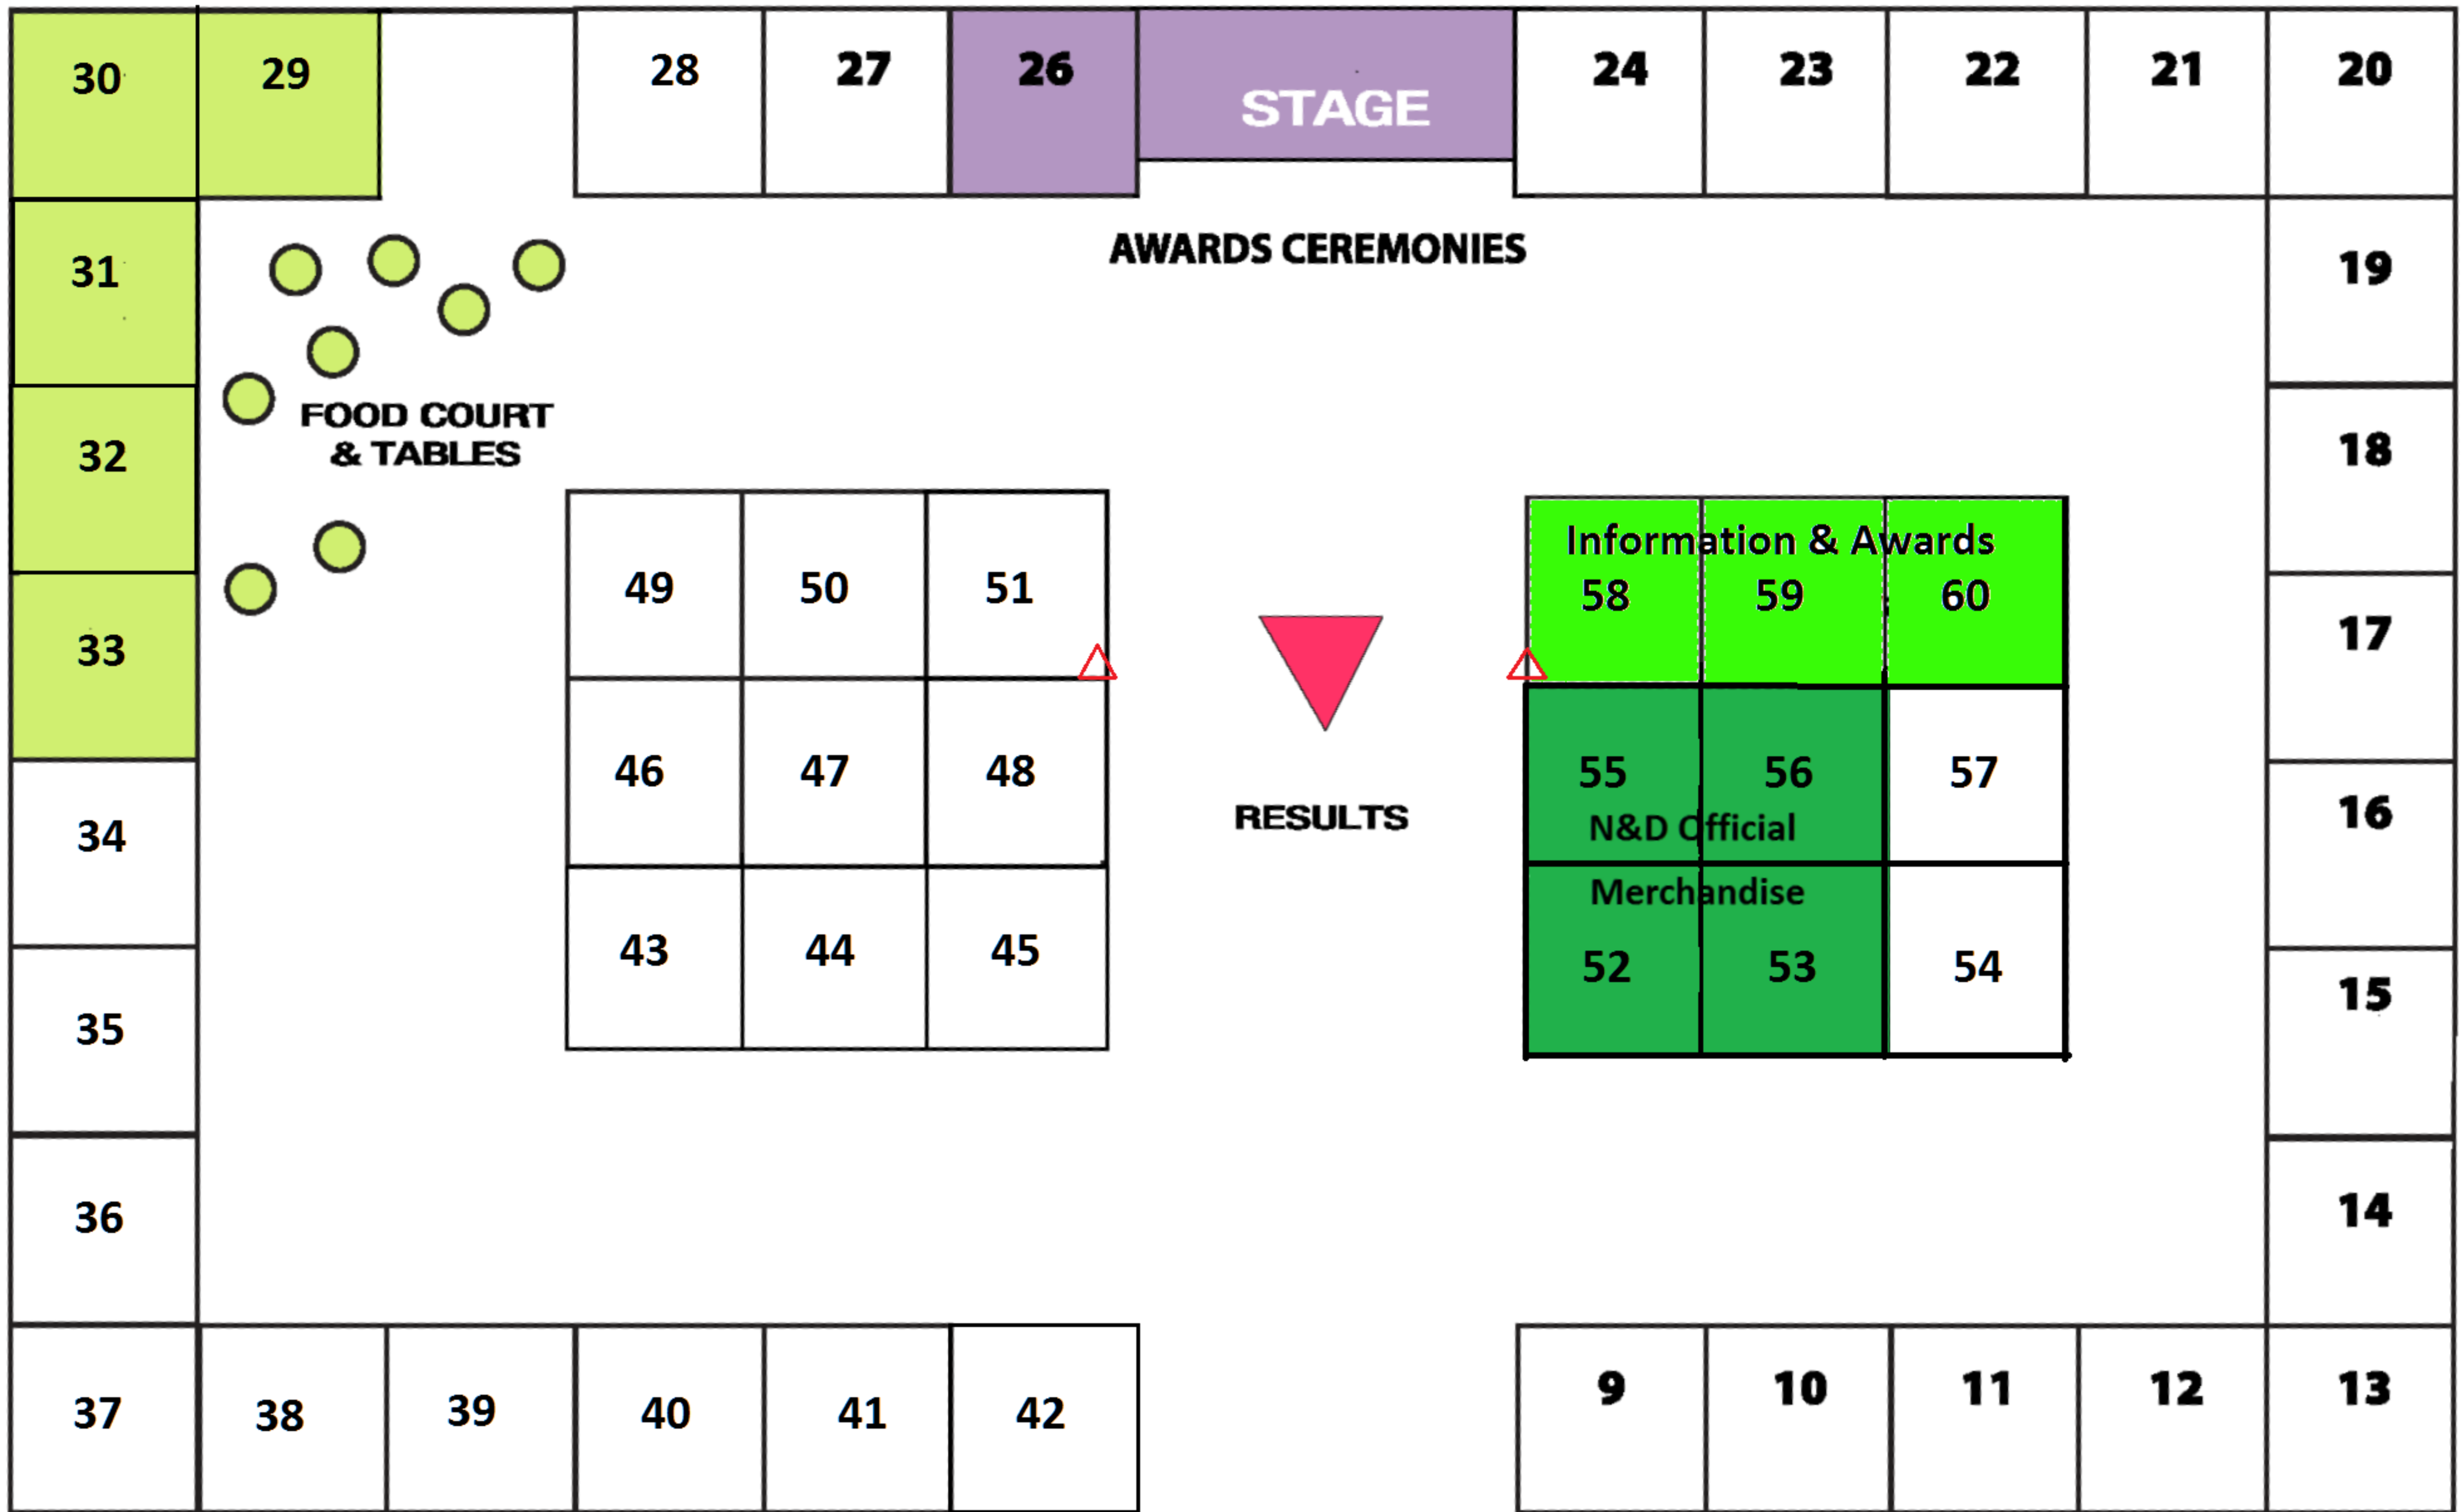 30 29 28 27 26 STAGE 24 23 22 21 20
AWARDS CEREMONIES
31 19
FOOD COURT
& TABLES
32 18
Information & Awards
49 50 51 58 59 60
33 17
46 47 48 55 56 57
RESULTS N&D Official
34 16
Merchandise
43 44 45 52 53 54
35 15
36 14
37 38 39 40 41 42 9 10 11 12 13